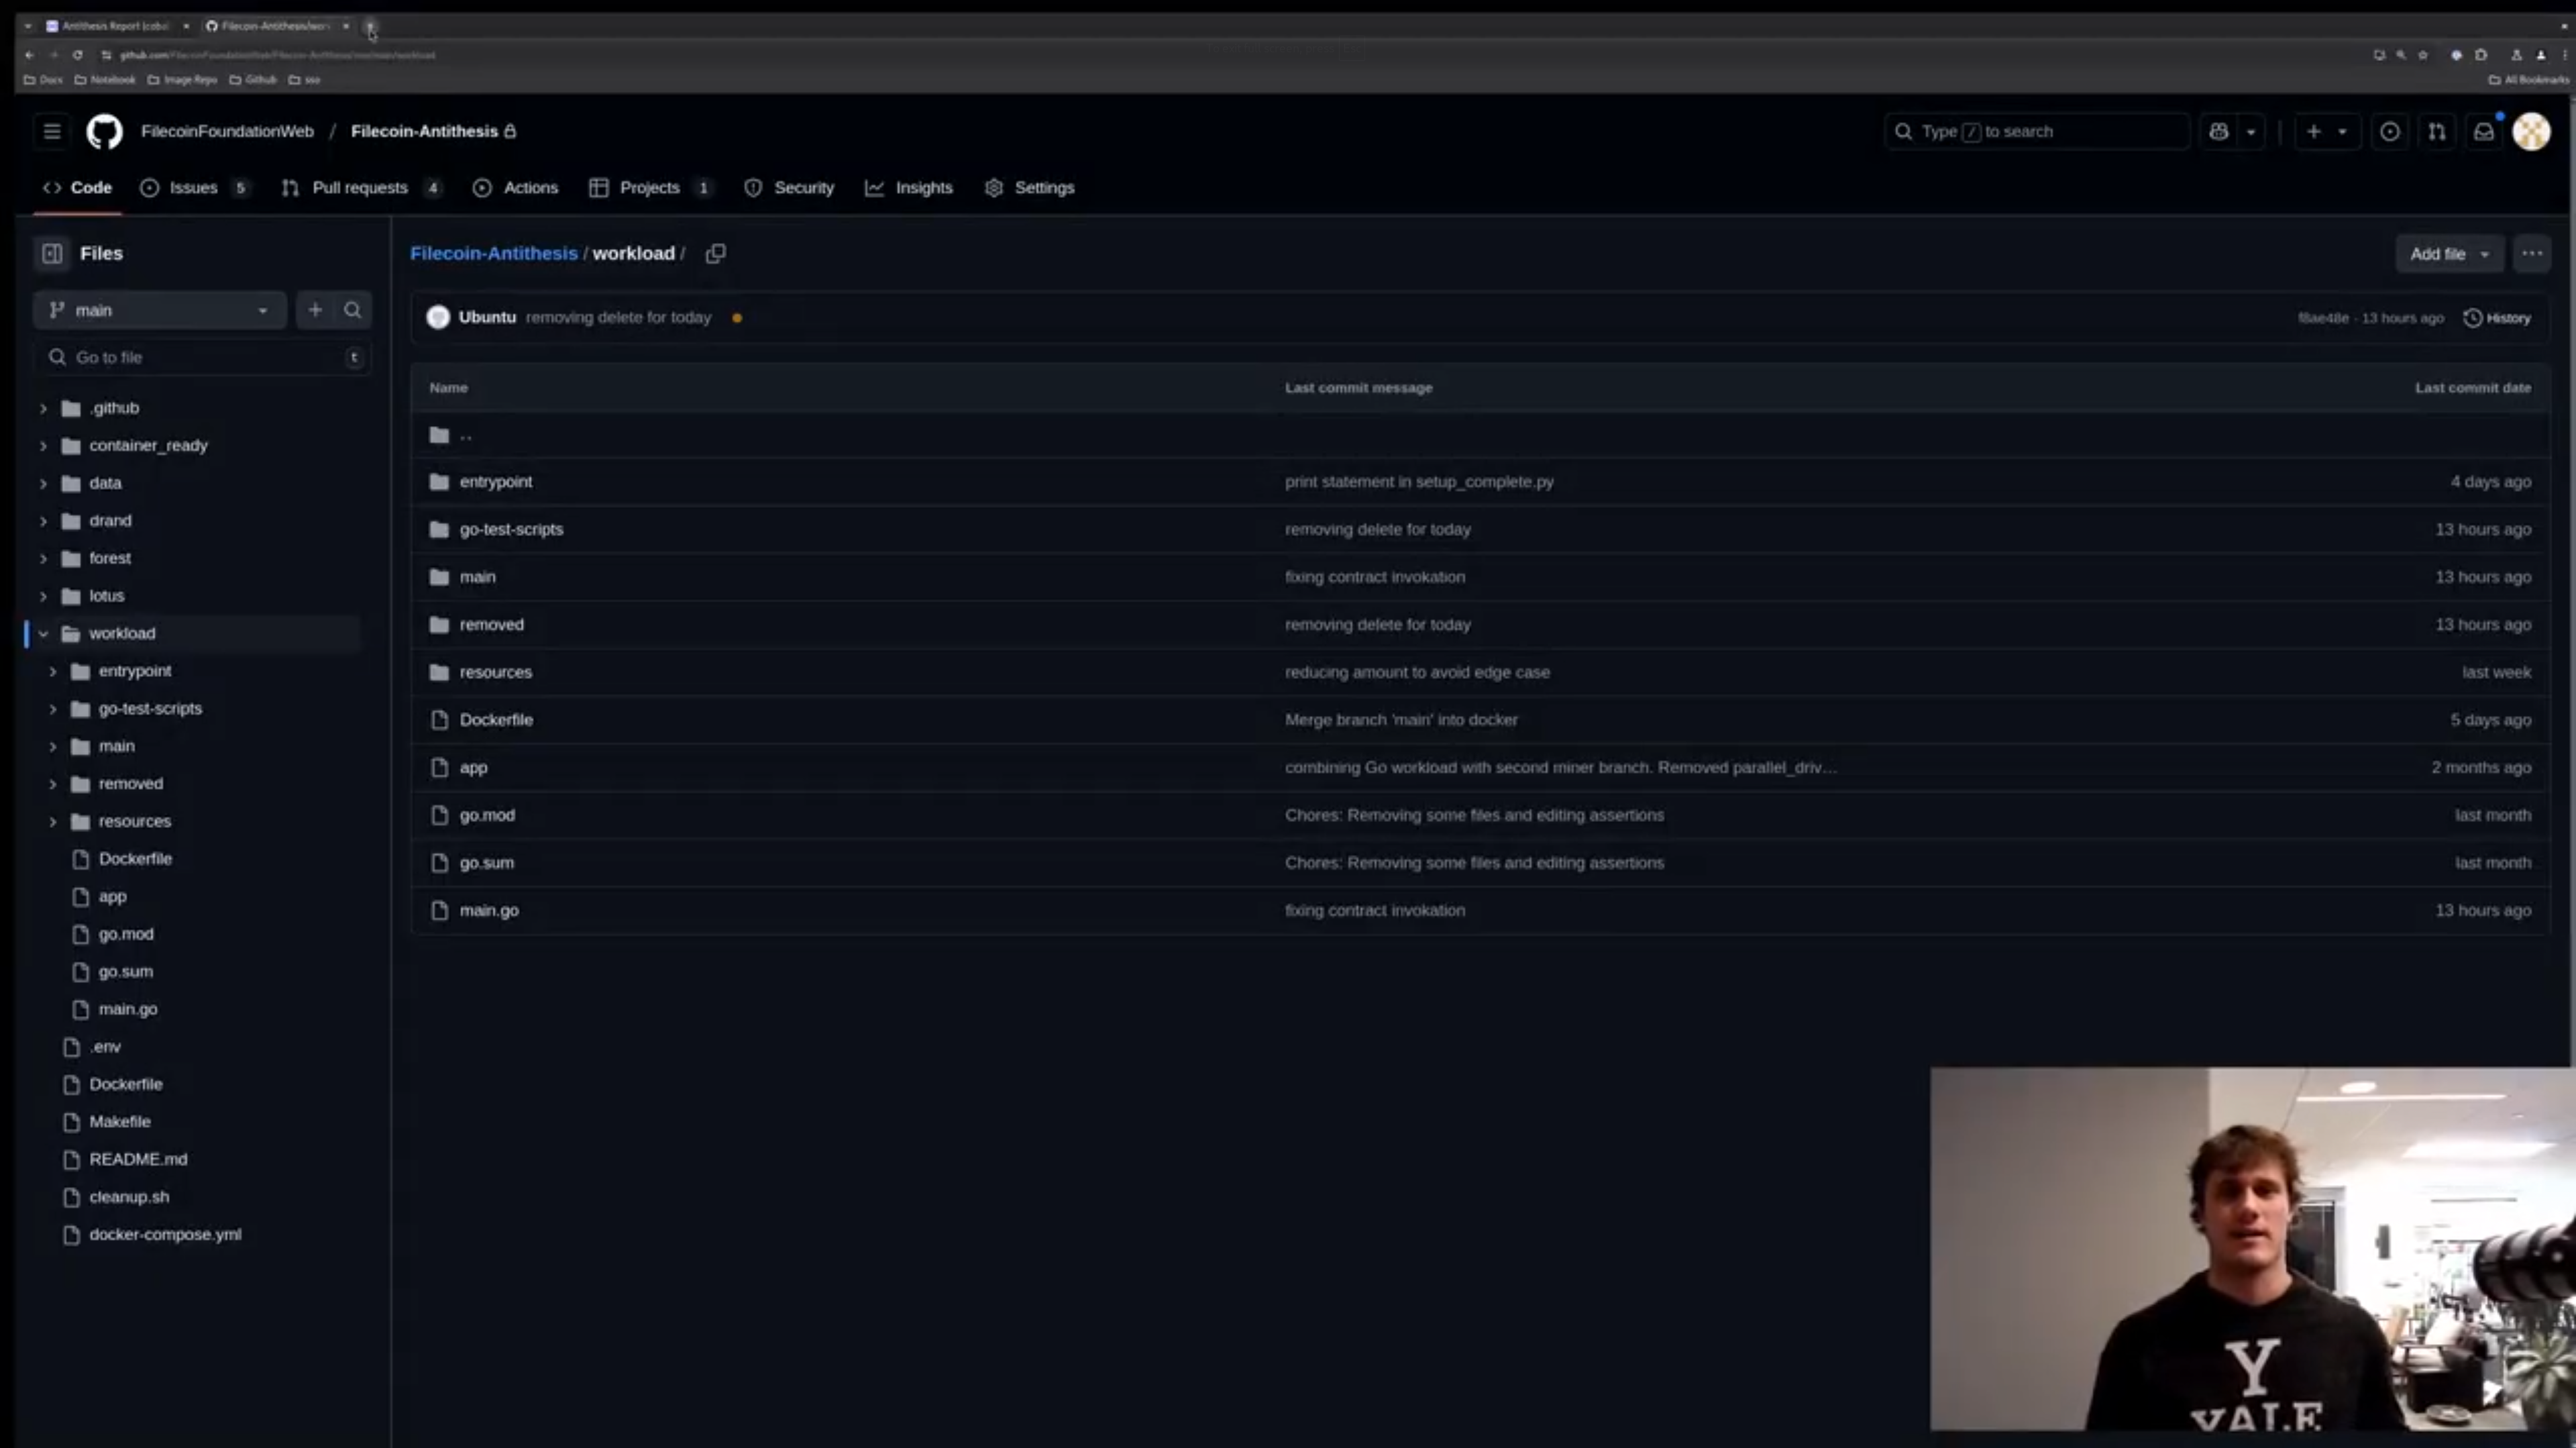 Antithesis Report (coba
Filecoin-Antithesis/wor
github.com/FilecoinFoundationWeb/Filecoin-Antithesis/tree/main/workload
Docs Notebook Image Repo Github sso
All Bookmarks
FilecoinFoundationWeb / Filecoin-Antithesis
Type / to search
Code Issues 5 Pull requests 4 Actions Projects 1 Security Insights Settings
Files
main
Go to file t
.github
container_ready
data
drand
forest
lotus
workload
entrypoint
go-test-scripts
main
removed
resources
Dockerfile
app
go.mod
go.sum
main.go
.env
Dockerfile
Makefile
README.md
cleanup.sh
docker-compose.yml
Filecoin-Antithesis / workload /
Add file
Ubuntu removing delete for today
f8ae48e · 13 hours ago History
Name Last commit message Last commit date
..
entrypoint print statement in setup_complete.py 4 days ago
go-test-scripts removing delete for today 13 hours ago
main fixing contract invokation 13 hours ago
removed removing delete for today 13 hours ago
resources reducing amount to avoid edge case last week
Dockerfile Merge branch 'main' into docker 5 days ago
app combining Go workload with second miner branch. Removed parallel_driv… 2 months ago
go.mod Chores: Removing some files and editing assertions last month
go.sum Chores: Removing some files and editing assertions last month
main.go fixing contract invokation 13 hours ago
Y
YALE